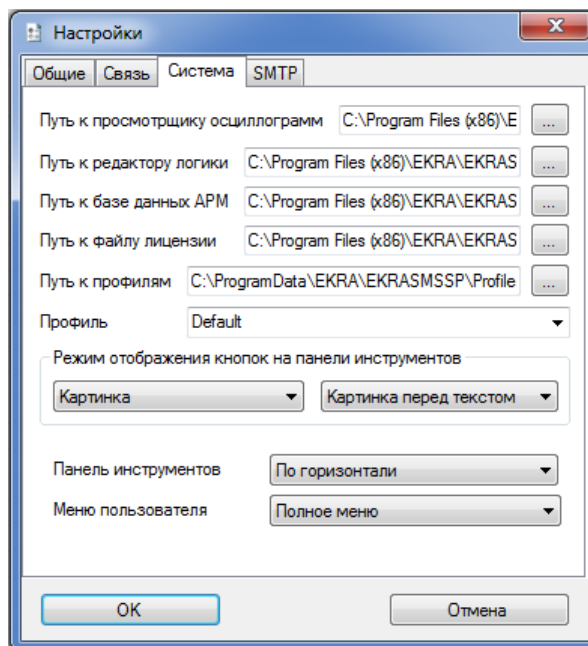 Настройки
Общие Связь Система SMTP
Путь к просмотрщику осциллограмм C:\Program Files (x86)\E ...
Путь к редактору логики C:\Program Files (x86)\EKRA\EKRAS ...
Путь к базе данных АРМ C:\Program Files (x86)\EKRA\EKRAS ...
Путь к файлу лицензии C:\Program Files (x86)\EKRA\EKRAS ...
Путь к профилям C:\ProgramData\EKRA\EKRASMSSP\Profile ...
Профиль Default
Режим отображения кнопок на панели инструментов
Картинка Картинка перед текстом
Панель инструментов По горизонтали
Меню пользователя Полное меню
OK Отмена